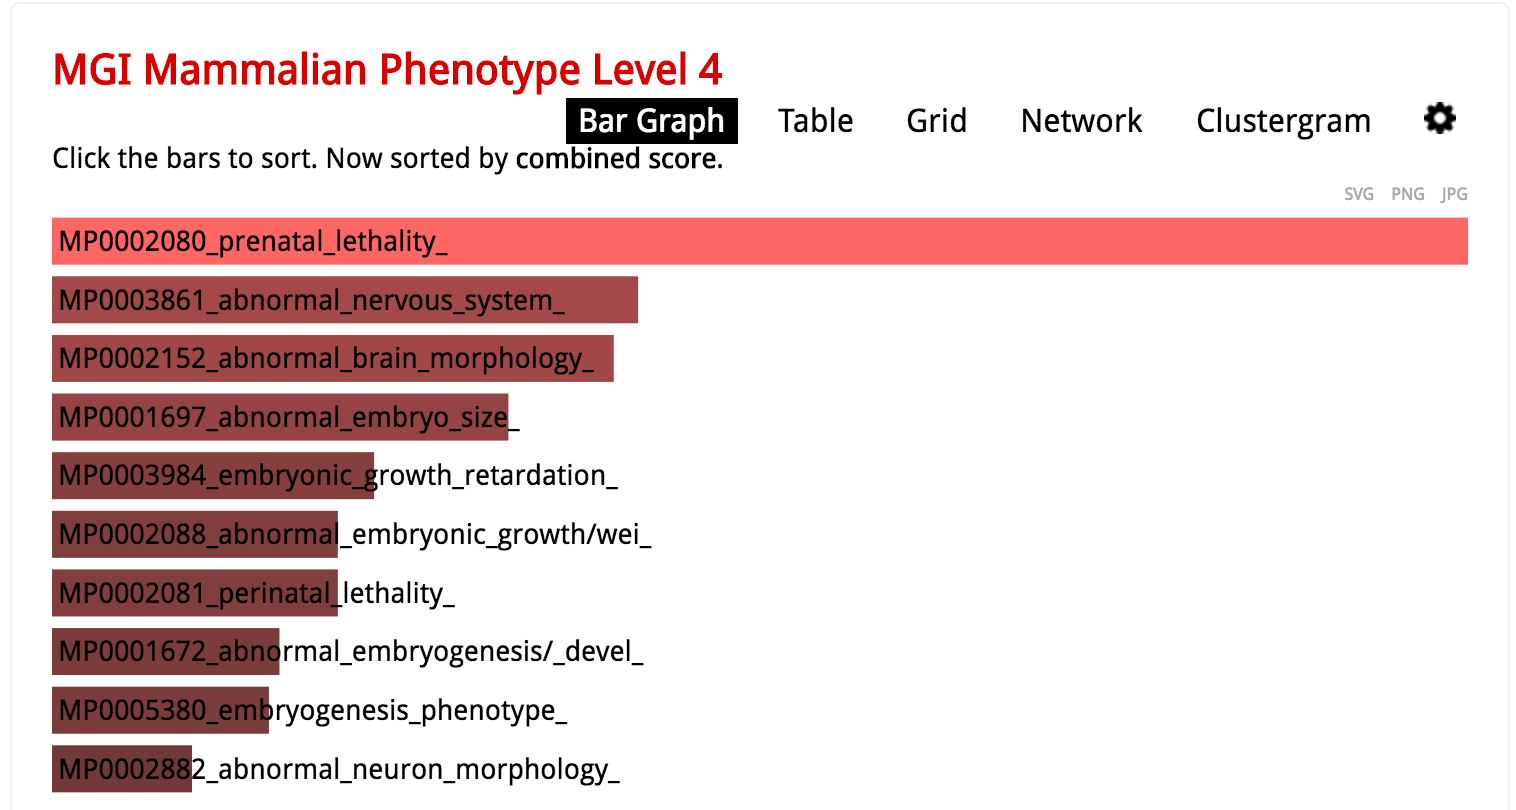 MGI Mammalian Phenotype Level 4
Bar Graph Table Grid Network Clustergram
Click the bars to sort. Now sorted by combined score.
SVG PNG JPG
MP0002080_prenatal_lethality_
MP0003861_abnormal_nervous_system_
MP0002152_abnormal_brain_morphology_
MP0001697_abnormal_embryo_size_
MP0003984_embryonic_growth_retardation_
MP0002088_abnormal_embryonic_growth/wei_
MP0002081_perinatal_lethality_
MP0001672_abnormal_embryogenesis/_devel_
MP0005380_embryogenesis_phenotype_
MP0002882_abnormal_neuron_morphology_